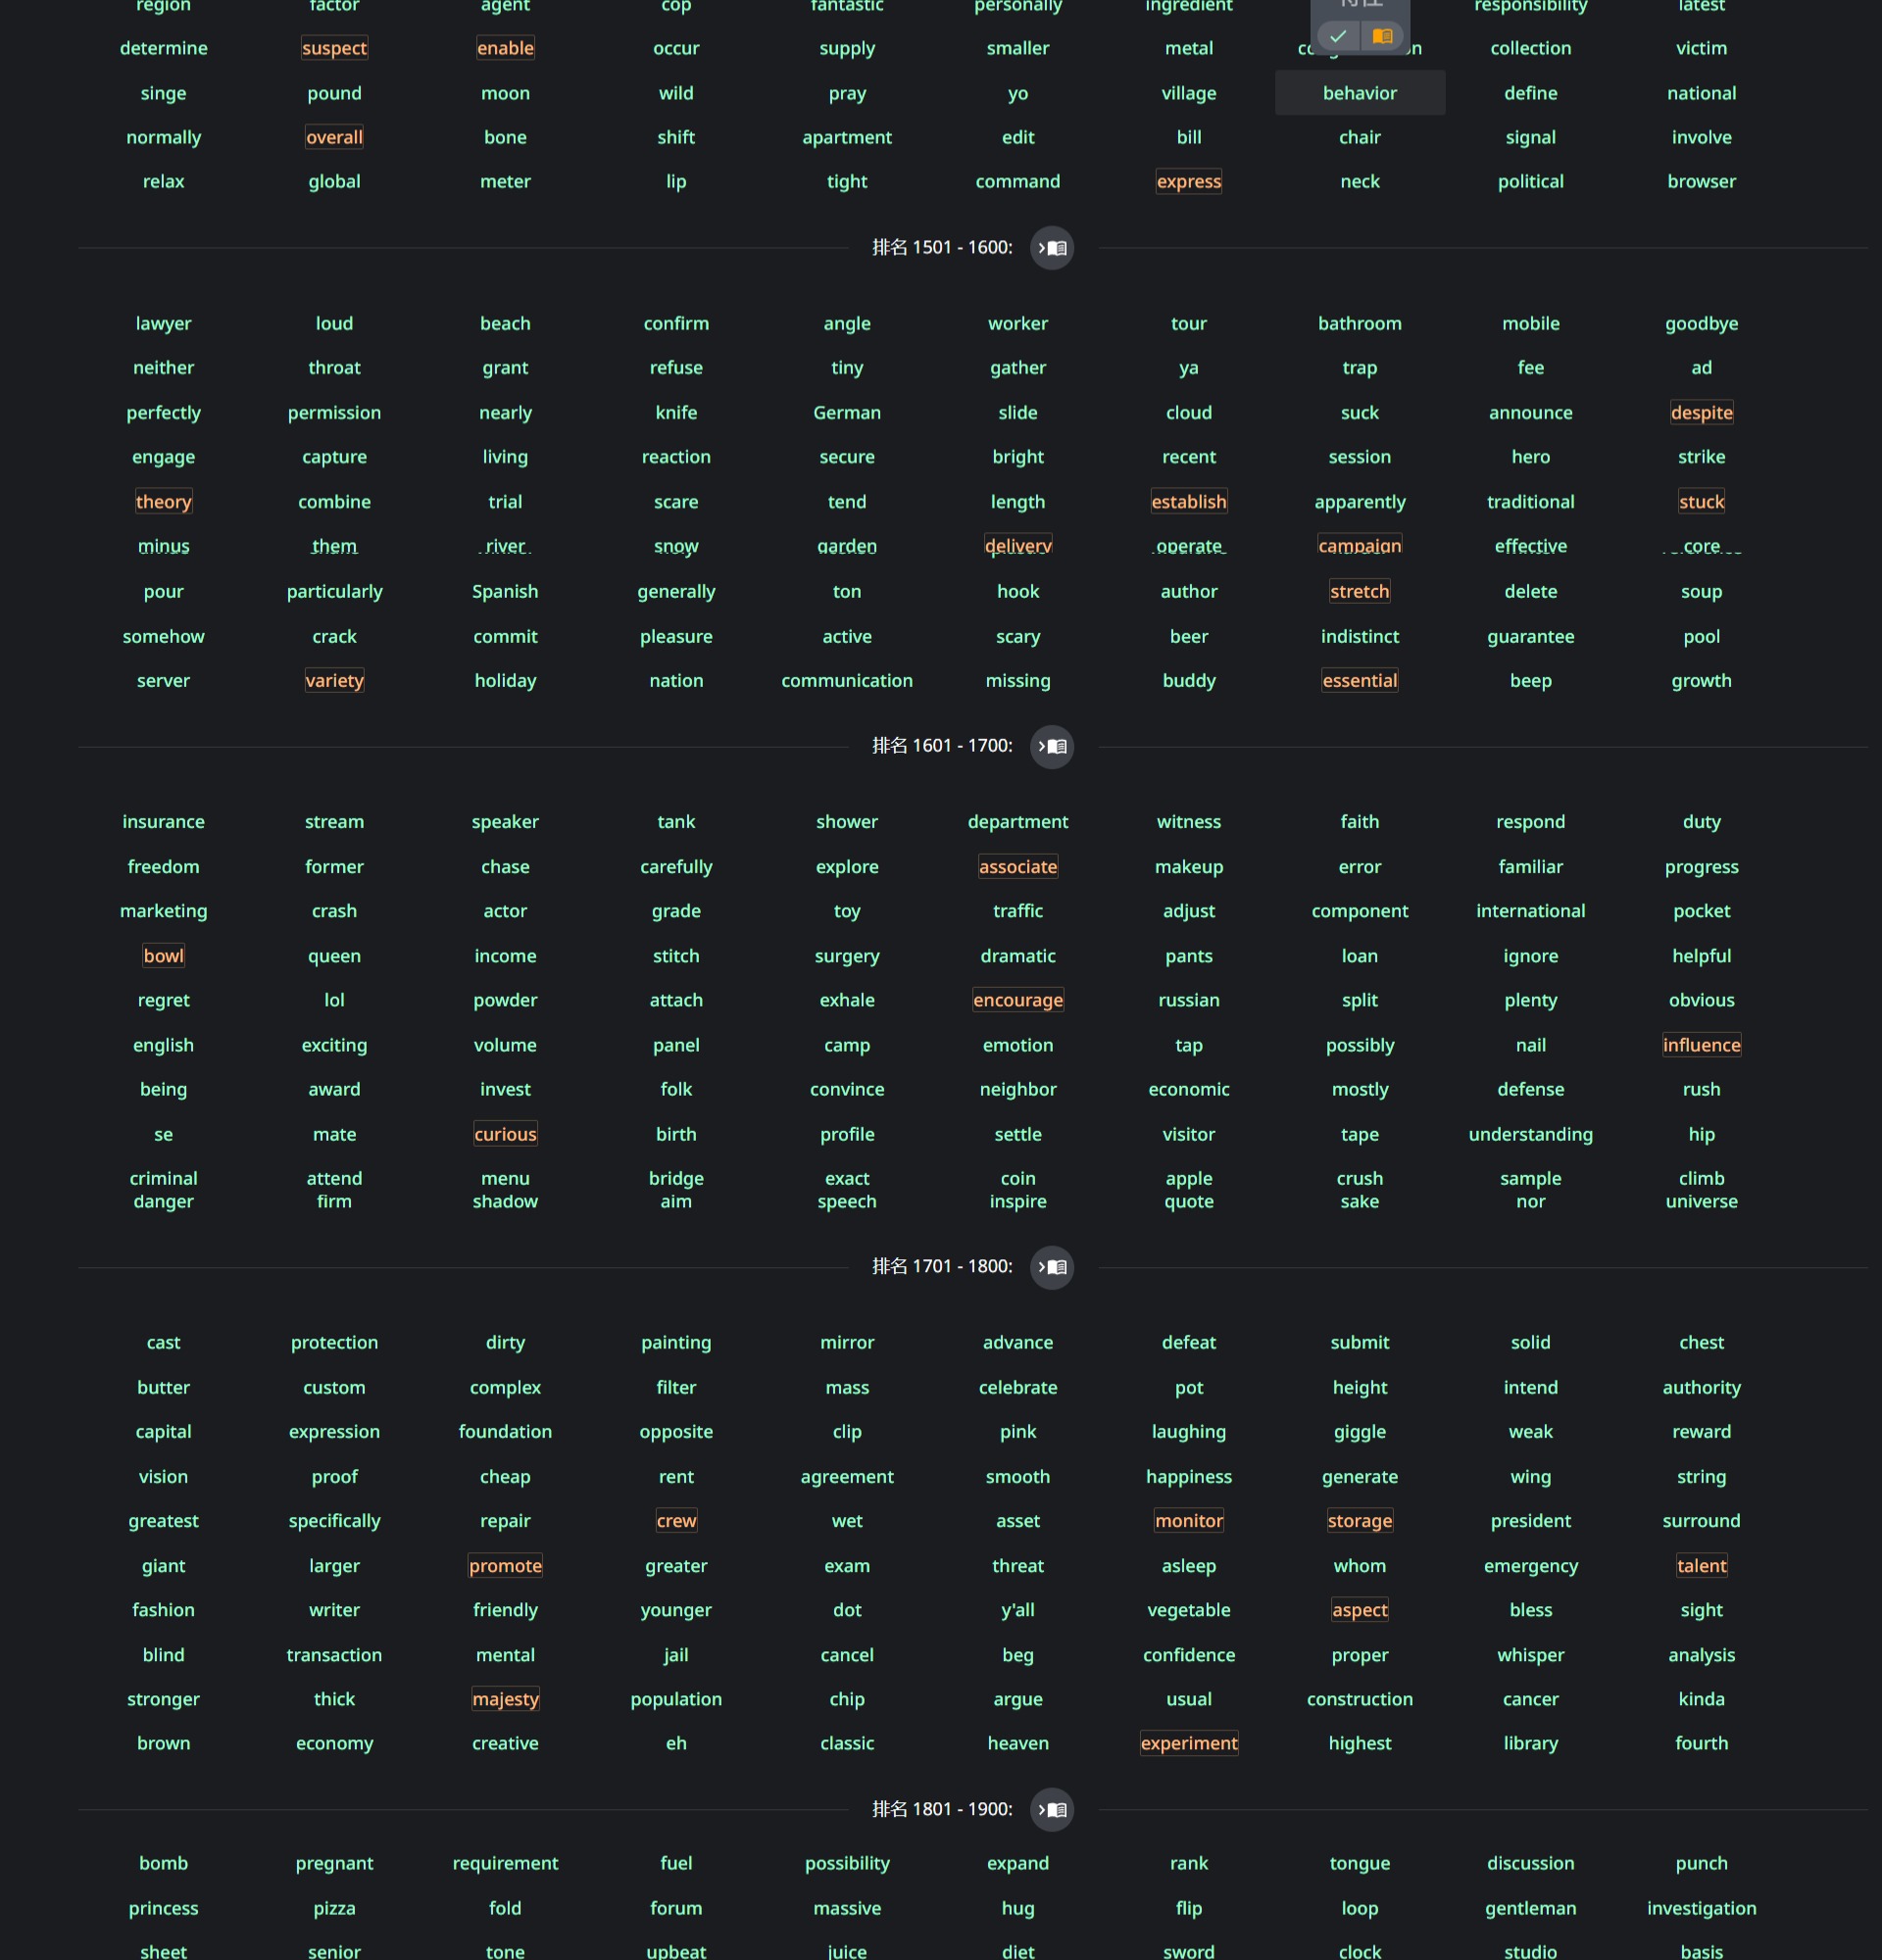 region factor agent cop fantastic personally ingredient responsibility latest
determine suspect enable occur supply smaller metal collection victim
singe pound moon wild pray yo village behavior define national
normally overall bone shift apartment edit bill chair signal involve
relax global meter lip tight command express neck political browser
排名 1501 - 1600:
lawyer loud beach confirm angle worker tour bathroom mobile goodbye
neither throat grant refuse tiny gather ya trap fee ad
perfectly permission nearly knife German slide cloud suck announce despite
engage capture living reaction secure bright recent session hero strike
theory combine trial scare tend length establish apparently traditional stuck
minus them river snow garden delivery operate campaign effective core
pour particularly Spanish generally ton hook author stretch delete soup
somehow crack commit pleasure active scary beer indistinct guarantee pool
server variety holiday nation communication missing buddy essential beep growth
排名 1601 - 1700:
insurance stream speaker tank shower department witness faith respond duty
freedom former chase carefully explore associate makeup error familiar progress
marketing crash actor grade toy traffic adjust component international pocket
bowl queen income stitch surgery dramatic pants loan ignore helpful
regret lol powder attach exhale encourage russian split plenty obvious
english exciting volume panel camp emotion tap possibly nail influence
being award invest folk convince neighbor economic mostly defense rush
se mate curious birth profile settle visitor tape understanding hip
criminal attend menu bridge exact coin apple crush sample climb
danger firm shadow aim speech inspire quote sake nor universe
排名 1701 - 1800:
cast protection dirty painting mirror advance defeat submit solid chest
butter custom complex filter mass celebrate pot height intend authority
capital expression foundation opposite clip pink laughing giggle weak reward
vision proof cheap rent agreement smooth happiness generate wing string
greatest specifically repair crew wet asset monitor storage president surround
giant larger promote greater exam threat asleep whom emergency talent
fashion writer friendly younger dot y'all vegetable aspect bless sight
blind transaction mental jail cancel beg confidence proper whisper analysis
stronger thick majesty population chip argue usual construction cancer kinda
brown economy creative eh classic heaven experiment highest library fourth
排名 1801 - 1900:
bomb pregnant requirement fuel possibility expand rank tongue discussion punch
princess pizza fold forum massive hug flip loop gentleman investigation
sheet senior tone upbeat juice diet sword clock studio basis